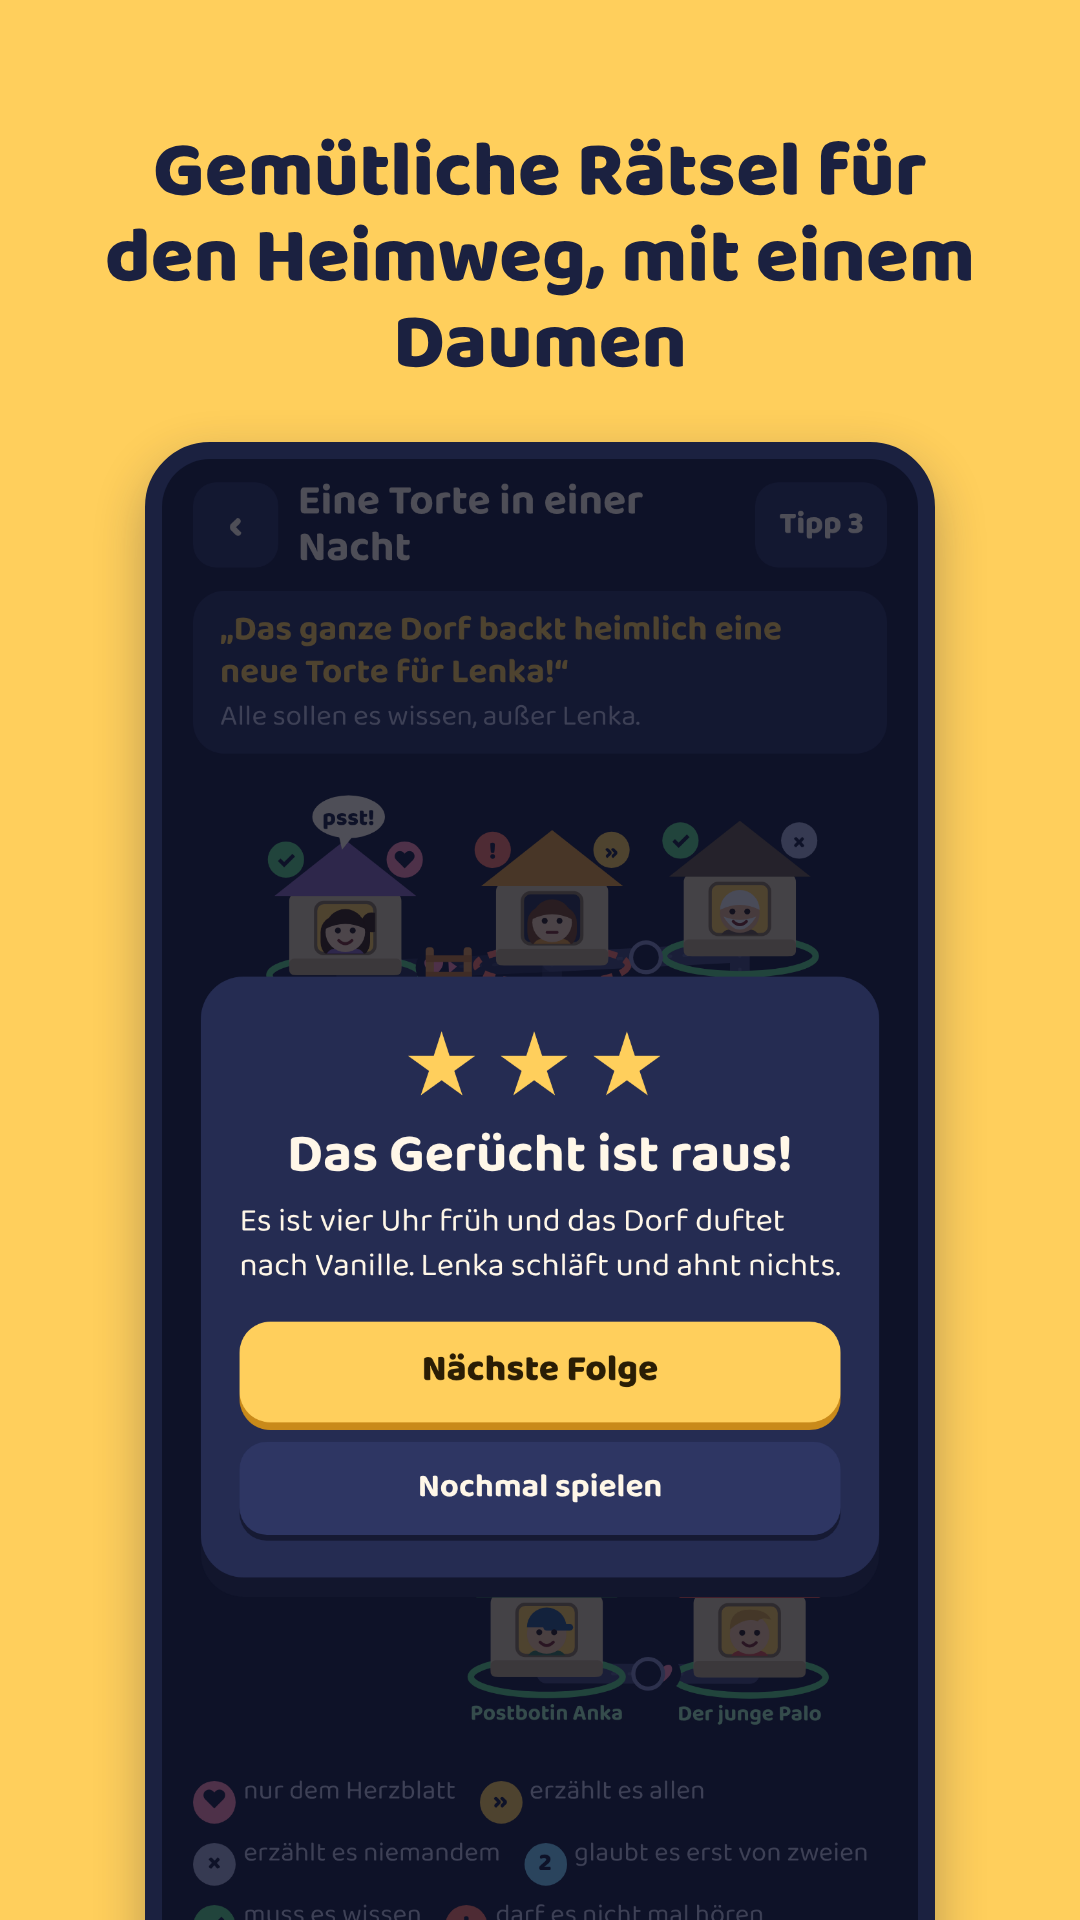 Gemütliche Rätsel für
den Heimweg, mit einem
Daumen
Eine Torte in einer
Nacht
Tipp 3
„Das ganze Dorf backt heimlich eine
neue Torte für Lenka!“
Alle sollen es wissen, außer Lenka.
psst!
Das Gerücht ist raus!
Es ist vier Uhr früh und das Dorf duftet
nach Vanille. Lenka schläft und ahnt nichts.
Nächste Folge
Nochmal spielen
Postbotin Anka
Der junge Palo
nur dem Herzblatt
» erzählt es allen
× erzählt es niemandem
2 glaubt es erst von zweien
muss es wissen
darf es nicht mal hören